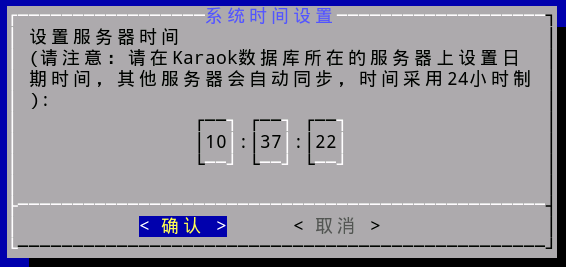 系统时间设置
设置服务器时间
(请注意：请在Karaok数据库所在的服务器上设置日
期时间，其他服务器会自动同步，时间采用24小时制
):
10:37:22
< 确认 > < 取消 >